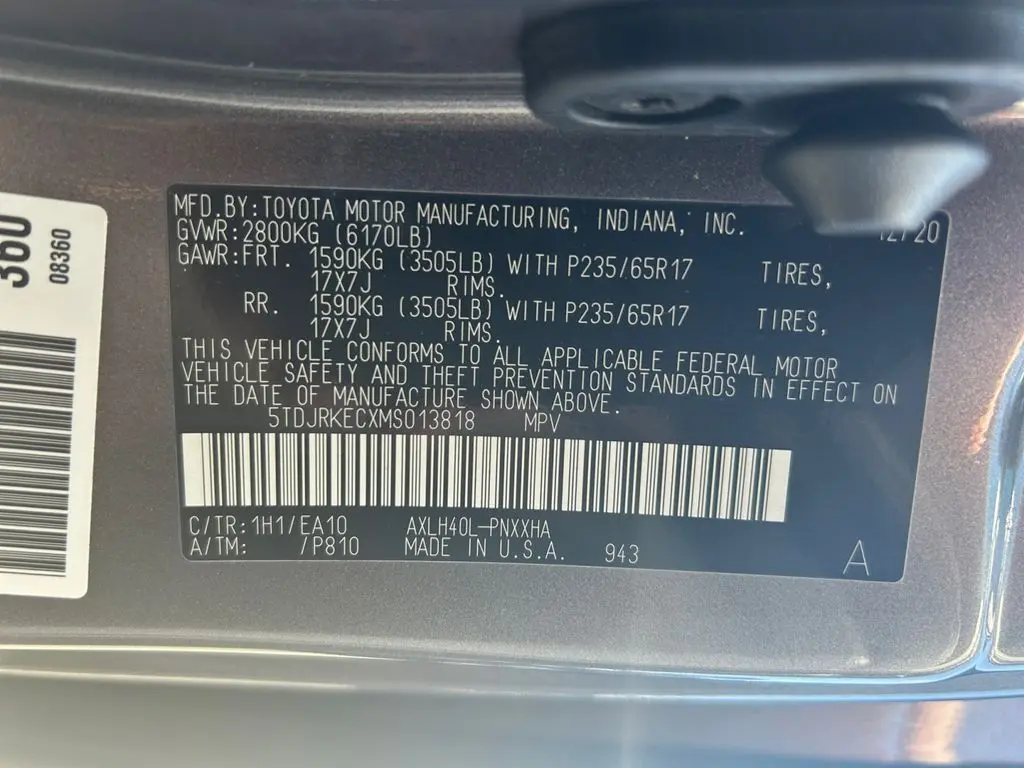 MFD.BY:TOYOTA MOTOR MANUFACTURING, INDIANA, INC. 12/20
GVWR:2800KG (6170LB)
GAWR:FRT. 1590KG (3505LB) WITH P235/65R17 TIRES,
17X7J RIMS.
RR. 1590KG (3505LB) WITH P235/65R17 TIRES,
17X7J RIMS.
THIS VEHICLE CONFORMS TO ALL APPLICABLE FEDERAL MOTOR
VEHICLE SAFETY AND THEFT PREVENTION STANDARDS IN EFFECT ON
THE DATE OF MANUFACTURE SHOWN ABOVE.
5TDJRKECXMS013818 MPV
C/TR:1H1/EA10 AXLH40L-PNXXHA
A/TM: /P810 MADE IN U.S.A. 943 A
360
08360